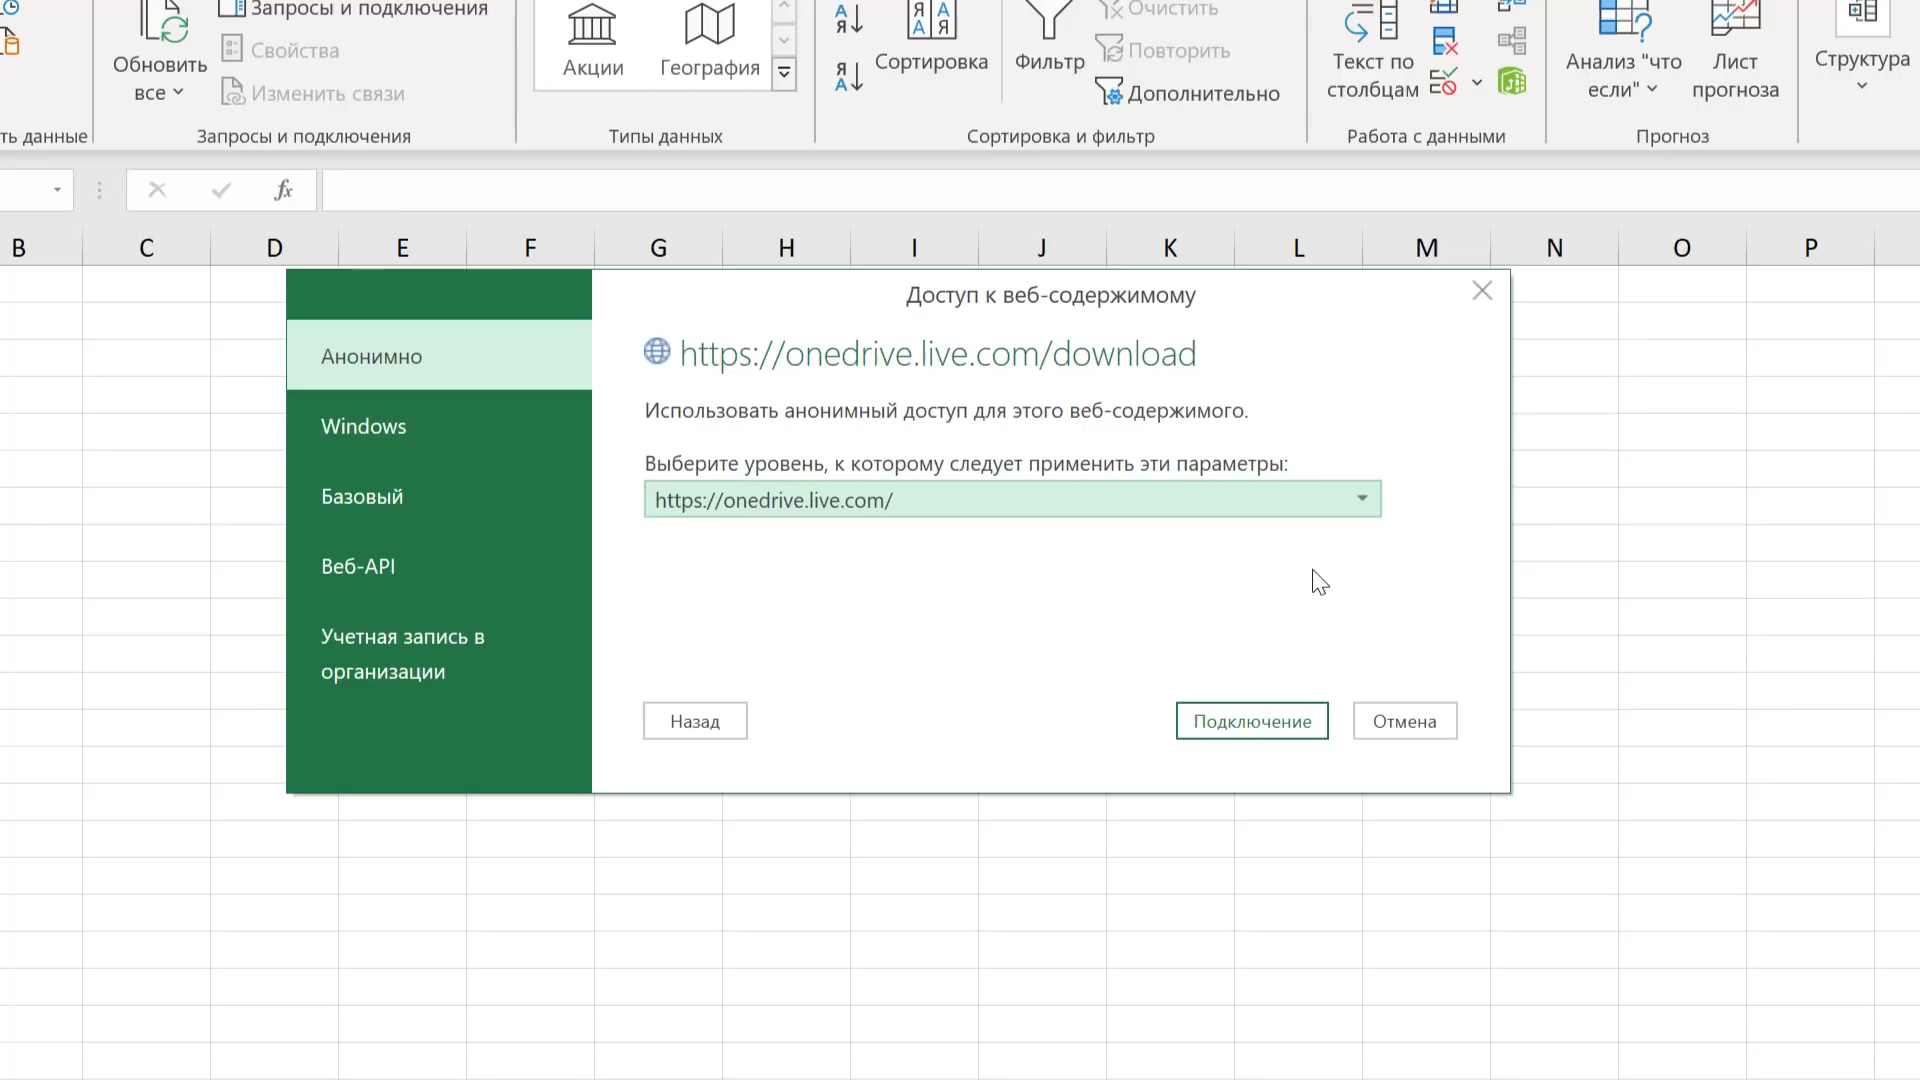 Запросы и подключения
Обновить
все
Свойства
Изменить связи
ть данные
Запросы и подключения
Акции
География
Типы данных
Сортировка
Фильтр
Очистить
Повторить
Дополнительно
Сортировка и фильтр
Текст по
столбцам
Работа с данными
Анализ "что
если"
Лист
прогноза
Прогноз
Структура
fx
B C D E F G H I J K L M N O P
Доступ к веб-содержимому
Анонимно
Windows
Базовый
Веб-API
Учетная запись в
организации
https://onedrive.live.com/download
Использовать анонимный доступ для этого веб-содержимого.
Выберите уровень, к которому следует применить эти параметры:
https://onedrive.live.com/
Назад
Подключение
Отмена